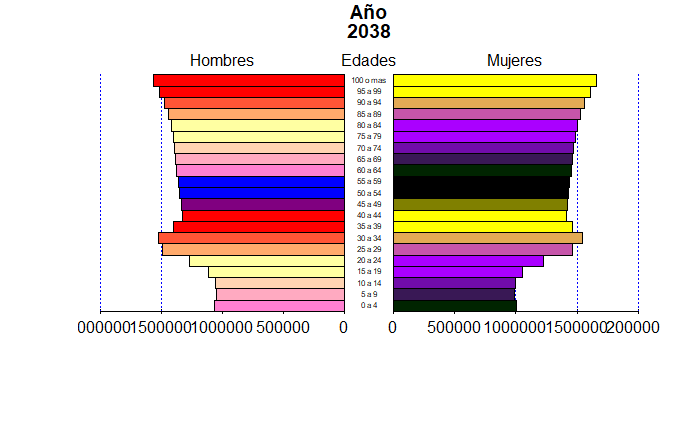 Año
2038
Hombres Edades Mujeres
100 o mas
95 a 99
90 a 94
85 a 89
80 a 84
75 a 79
70 a 74
65 a 69
60 a 64
55 a 59
50 a 54
45 a 49
40 a 44
35 a 39
30 a 34
25 a 29
20 a 24
15 a 19
10 a 14
5 a 9
0 a 4
000000 1500000 1000000 500000 0 0 500000 1000000 1500000 200000